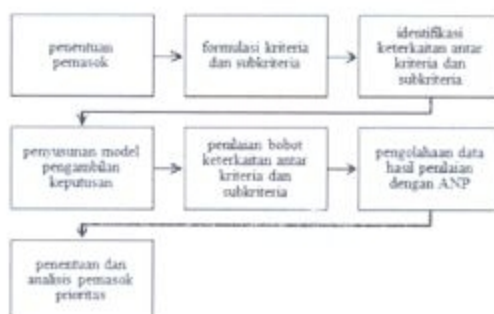 penentuan
pemasok
formulasi kriteria
dan subkriteria
identifikasi
keterkaitan antar
kriteria dan
subkriteria
penyusunan model
pengambilan
keputusan
penilaian bobot
keterkaitan antar
kriteria dan
subkriteria
pengolahaan data
hasil penilaian
dengan ANP
penentuan dan
analisis pemasok
prioritas